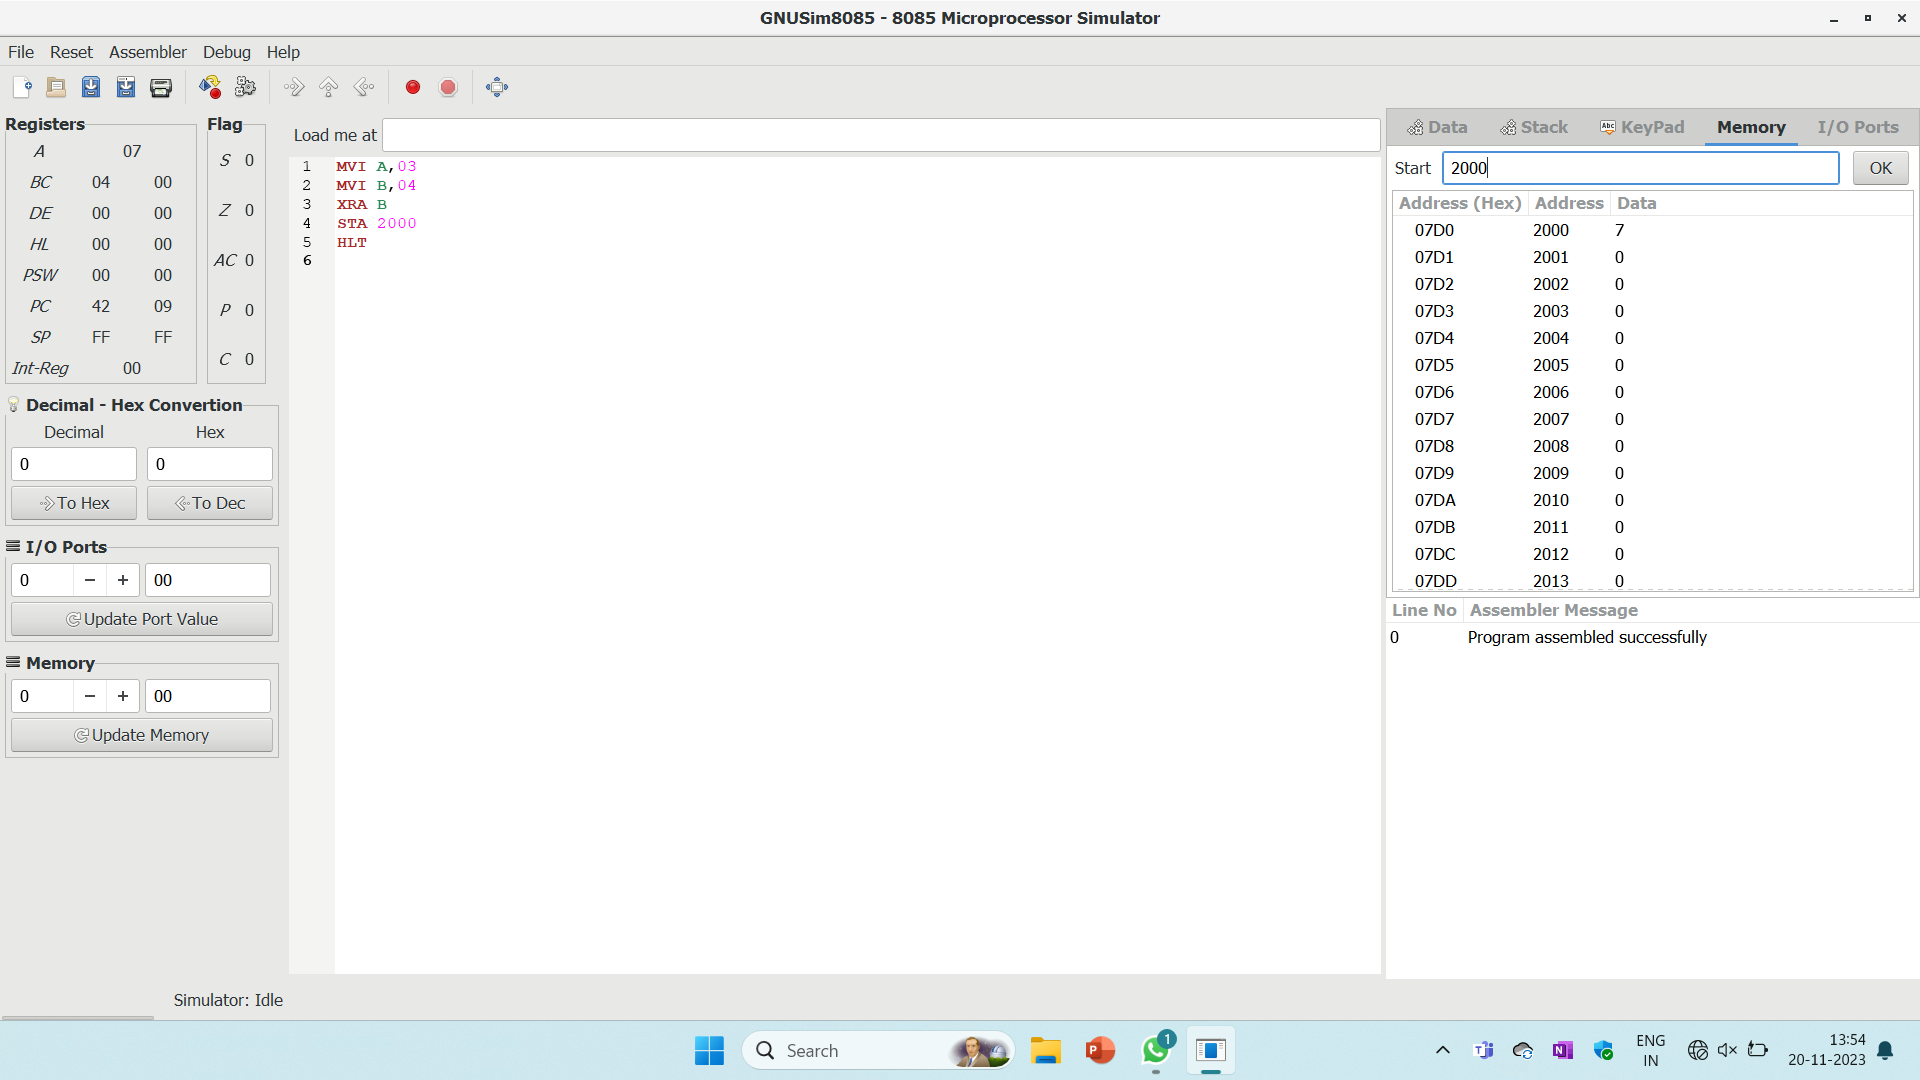 GNUSim8085 - 8085 Microprocessor Simulator
File Reset Assembler Debug Help
Registers
A 07
BC 04 00
DE 00 00
HL 00 00
PSW 00 00
PC 42 09
SP FF FF
Int-Reg 00
Flag
S 0
Z 0
AC 0
P 0
C 0
Decimal - Hex Convertion
Decimal Hex
0 0
To Hex To Dec
I/O Ports
0 − + 00
Update Port Value
Memory
0 − + 00
Update Memory
Load me at
1 MVI A,03
2 MVI B,04
3 XRA B
4 STA 2000
5 HLT
6
Data Stack KeyPad Memory I/O Ports
Abc
Start 2000 OK
Address (Hex) Address Data
07D0 2000 7
07D1 2001 0
07D2 2002 0
07D3 2003 0
07D4 2004 0
07D5 2005 0
07D6 2006 0
07D7 2007 0
07D8 2008 0
07D9 2009 0
07DA 2010 0
07DB 2011 0
07DC 2012 0
07DD 2013 0
Line No Assembler Message
0 Program assembled successfully
Simulator: Idle
Search
P
1
N
ENG
IN
13:54
20-11-2023